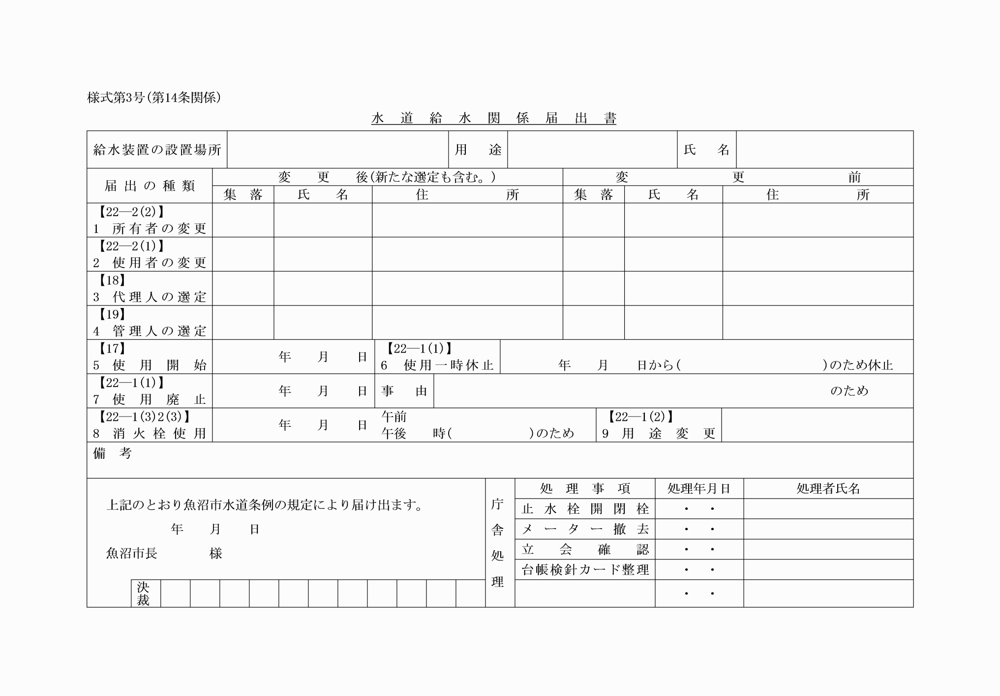 様式第3号(第14条関係)
水道給水関係届出書
給水装置の設置場所 用途 氏名
届出の種類 変更後(新たな選定も含む。) 変更前
集落 氏名 住所 集落 氏名 住所
【22―2(2)】
1 所有者の変更
【22―2(1)】
2 使用者の変更
【18】
3 代理人の選定
【19】
4 管理人の選定
【17】
5 使用開始 年 月 日
【22―1(1)】
6 使用一時休止 年 月 日から( )のため休止
【22―1(1)】
7 使用廃止 年 月 日 事由 のため
【22―1(3)2(3)】
8 消火栓使用 年 月 日
午前
午後 時( )のため
【22―1(2)】
9 用途変更
備考
上記のとおり魚沼市水道条例の規定により届け出ます。
年 月 日
魚沼市長 様
決裁
庁舎処理
処理事項 処理年月日 処理者氏名
止水栓開閉栓 ・ ・
メーター撤去 ・ ・
立会確認 ・ ・
台帳検針カード整理 ・ ・
・ ・